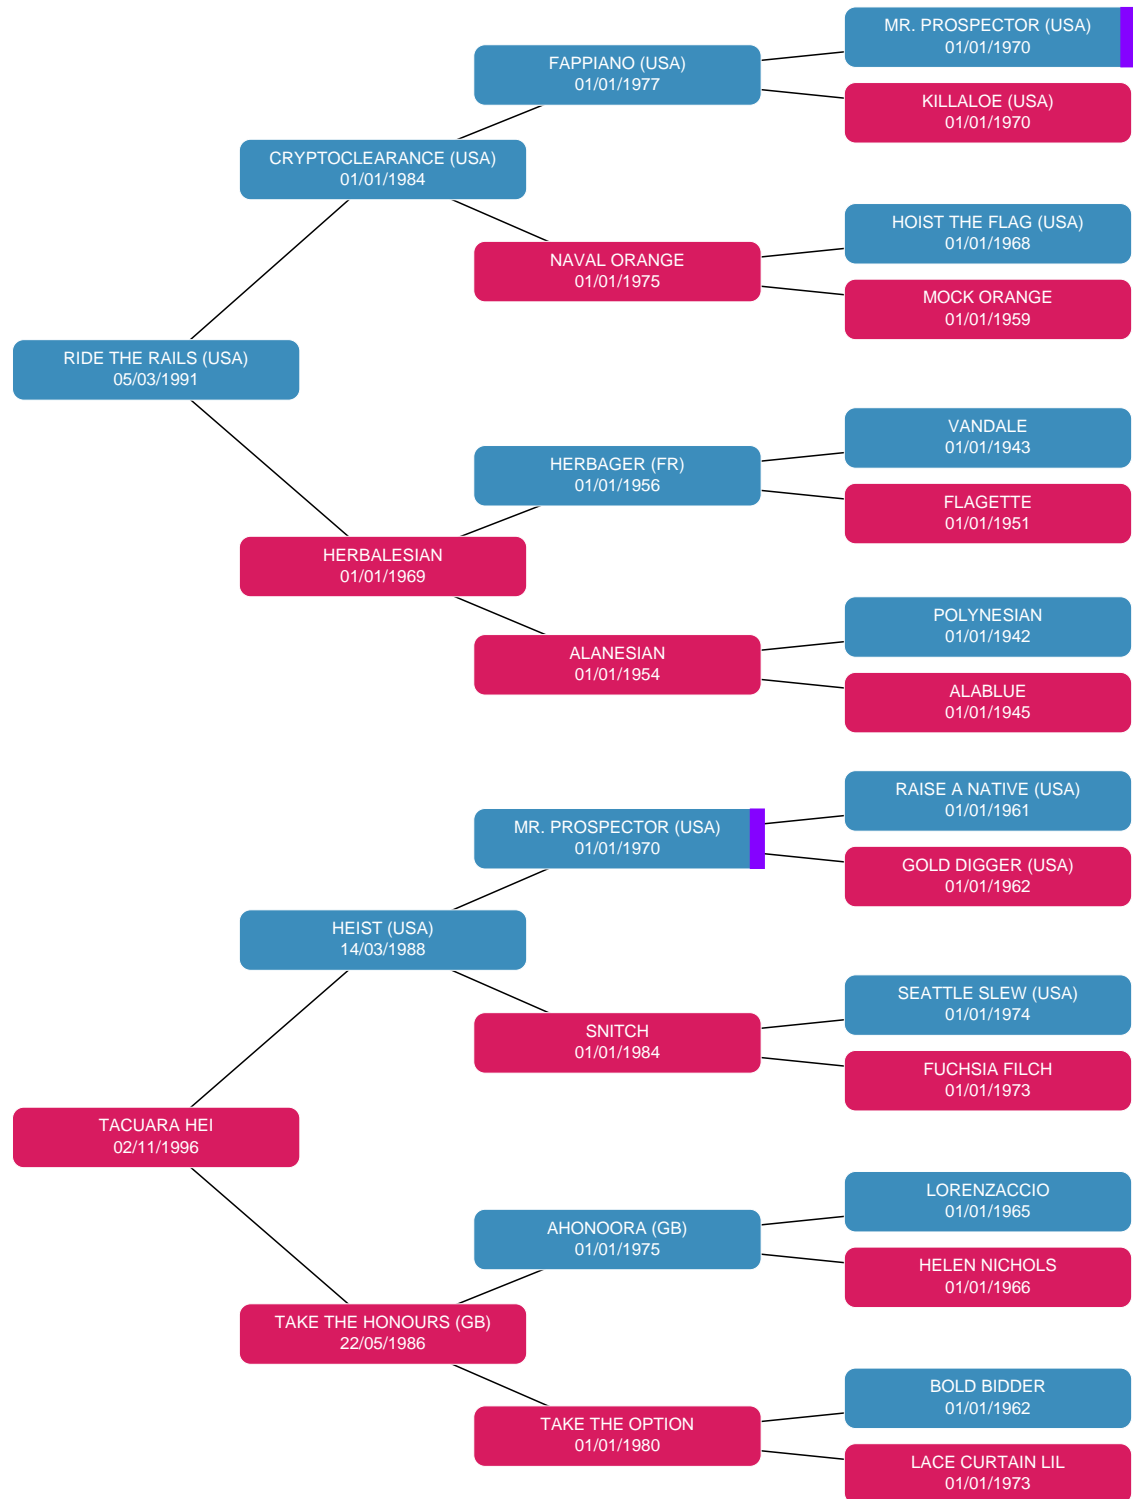 MR. PROSPECTOR (USA)
01/01/1970
FAPPIANO (USA)
01/01/1977
KILLALOE (USA)
01/01/1970
CRYPTOCLEARANCE (USA)
01/01/1984
HOIST THE FLAG (USA)
01/01/1968
NAVAL ORANGE
01/01/1975
MOCK ORANGE
01/01/1959
RIDE THE RAILS (USA)
05/03/1991
VANDALE
01/01/1943
HERBAGER (FR)
01/01/1956
FLAGETTE
01/01/1951
HERBALESIAN
01/01/1969
POLYNESIAN
01/01/1942
ALANESIAN
01/01/1954
ALABLUE
01/01/1945
RAISE A NATIVE (USA)
01/01/1961
MR. PROSPECTOR (USA)
01/01/1970
GOLD DIGGER (USA)
01/01/1962
HEIST (USA)
14/03/1988
SEATTLE SLEW (USA)
01/01/1974
SNITCH
01/01/1984
FUCHSIA FILCH
01/01/1973
TACUARA HEI
02/11/1996
LORENZACCIO
01/01/1965
AHONOORA (GB)
01/01/1975
HELEN NICHOLS
01/01/1966
TAKE THE HONOURS (GB)
22/05/1986
BOLD BIDDER
01/01/1962
TAKE THE OPTION
01/01/1980
LACE CURTAIN LIL
01/01/1973